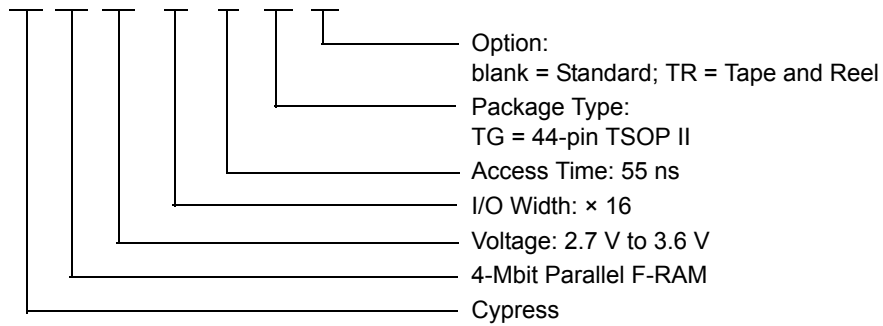 Option:
blank = Standard; TR = Tape and Reel
Package Type:
TG = 44-pin TSOP II
Access Time: 55 ns
I/O Width: × 16
Voltage: 2.7 V to 3.6 V
4-Mbit Parallel F-RAM
Cypress